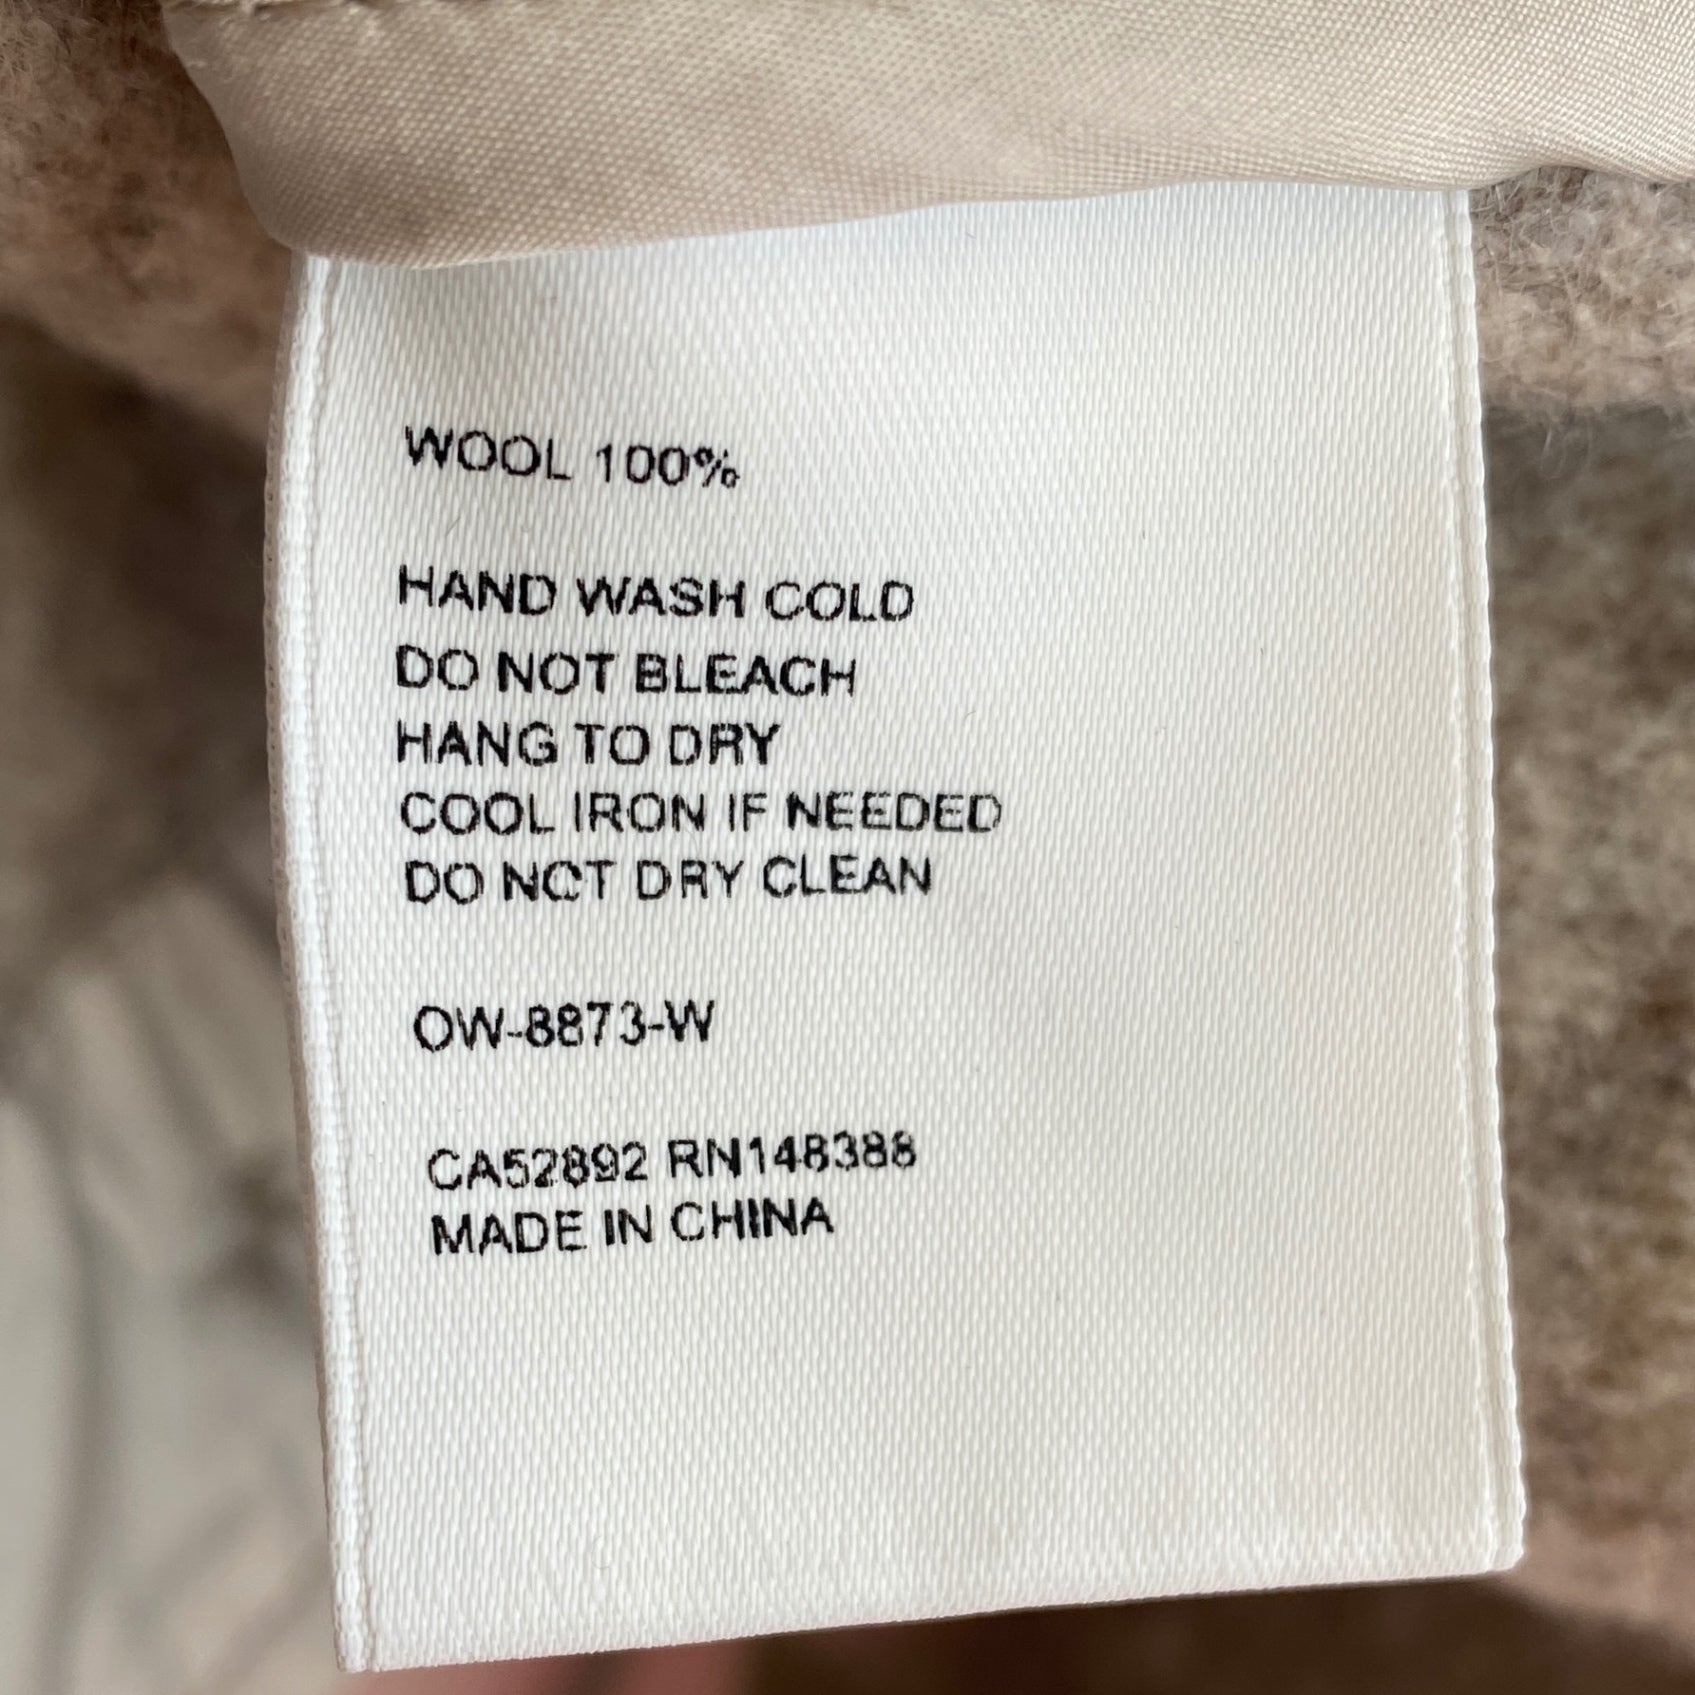 WOOL 100%
HAND WASH COLD
DO NOT BLEACH
HANG TO DRY
COOL IRON IF NEEDED
DO NOT DRY CLEAN
OW-8873-W
CA52892 RN148388
MADE IN CHINA